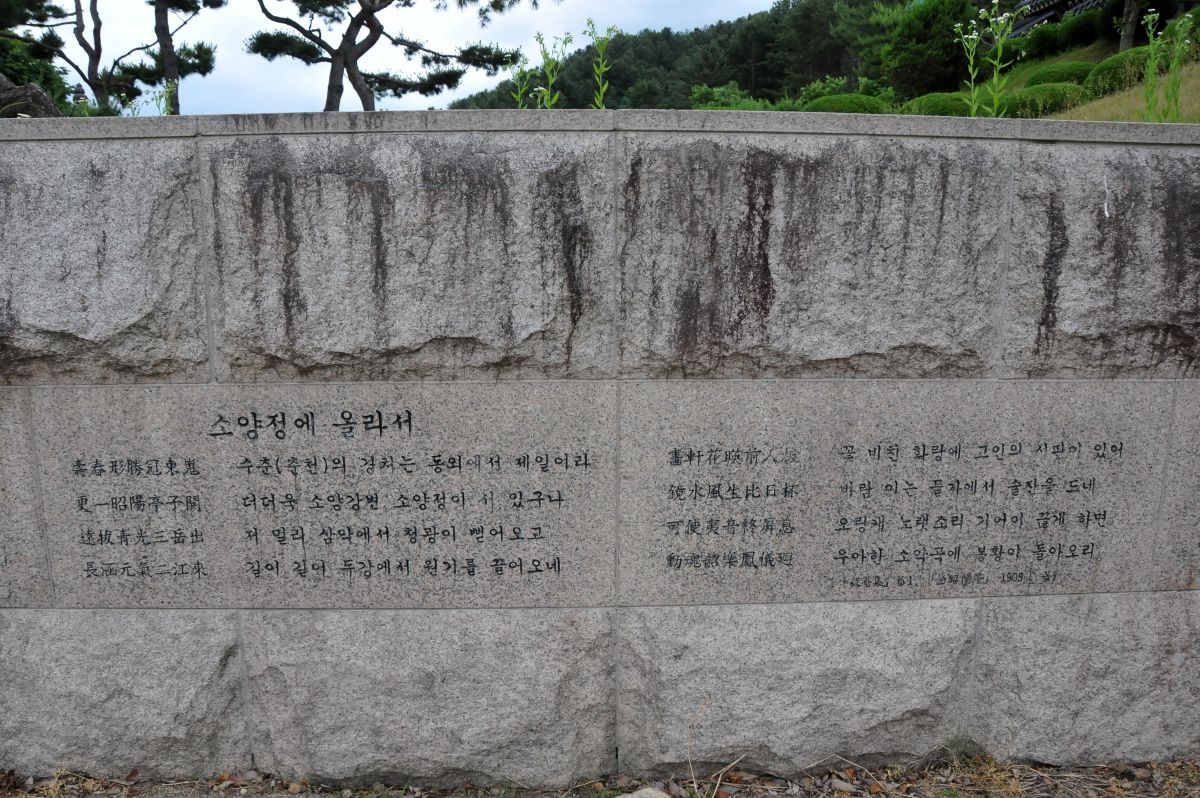 소양정에 올라서
壽春形勝冠東嵬 수춘(춘천)의 경치는 동외에서 제일이라
更一昭陽亭子開 더더욱 소양강변 소양정이 서 있구나
遠拔青光三岳出 저 멀리 삼악에서 청광이 뻗어오고
長涵元氣二江來 길이 길어 두강에서 원기를 끌어오네
畵軒花映前人板 꽃 비친 화랑에 고인의 시판이 있어
鏡水風生此日杯 바람 이는 물가에서 술잔을 드네
可使夷音終屛息 오랑캐 노랫소리 기어이 끊게 하면
動魂韶樂鳳儀廻 우아한 소악곡에 봉황이 돌아오리
1, 1909.